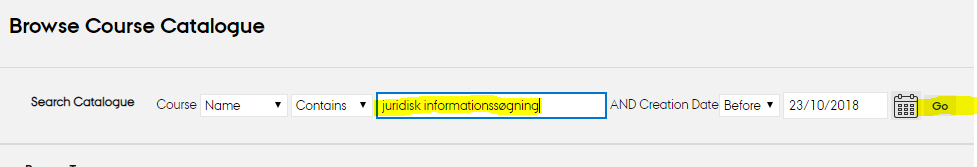 Browse Course Catalogue
Search Catalogue Course Name Contains juridisk informationssøgning AND Creation Date Before 23/10/2018 Go